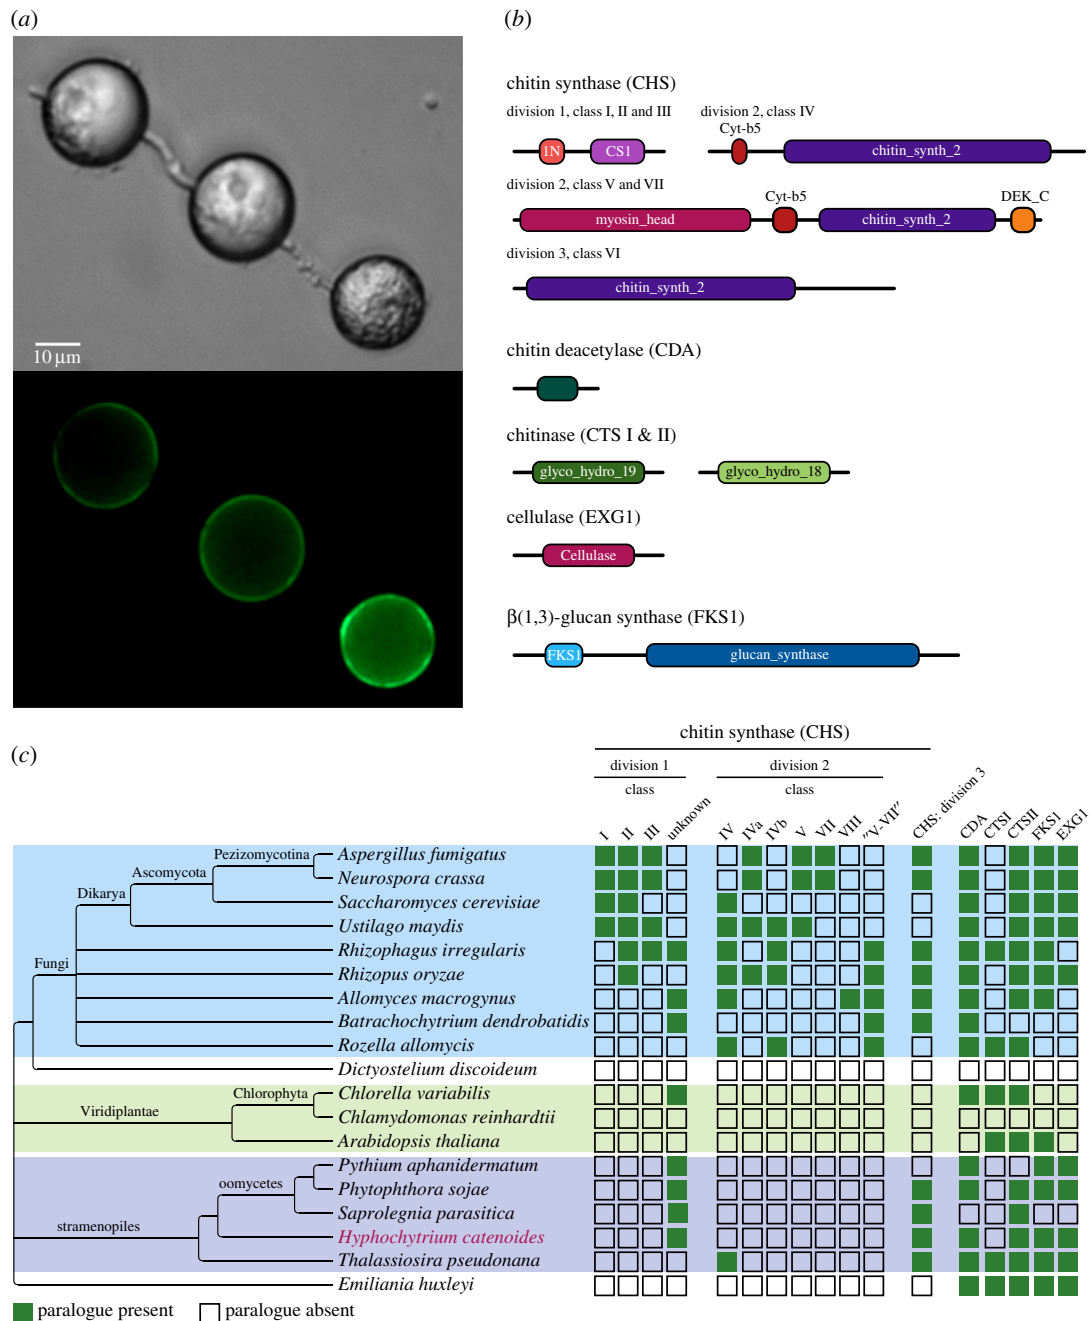 (a)
10 µm
(b)
chitin synthase (CHS)
division 1, class I, II and III
division 2, class IV
Cyt-b5
1N
CS1
chitin_synth_2
division 2, class V and VII
Cyt-b5
DEK_C
myosin_head
chitin_synth_2
division 3, class VI
chitin_synth_2
chitin deacetylase (CDA)
chitinase (CTS I & II)
glyco_hydro_19
glyco_hydro_18
cellulase (EXG1)
Cellulase
β(1,3)-glucan synthase (FKS1)
FKS1
glucan_synthase
(c)
chitin synthase (CHS)
division 1
division 2
class
class
I
II
III
unknown
IV
IVa
IVb
V
VII
VIII
"V-VII"
CHS: division 3
CDA
CTSI
CTSII
FKS1
EXG1
Pezizomycotina
Aspergillus fumigatus
Ascomycota
Neurospora crassa
Dikarya
Saccharomyces cerevisiae
Ustilago maydis
Rhizophagus irregularis
Fungi
Rhizopus oryzae
Allomyces macrogynus
Batrachochytrium dendrobatidis
Rozella allomycis
Dictyostelium discoideum
Chlorophyta
Chlorella variabilis
Viridiplantae
Chlamydomonas reinhardtii
Arabidopsis thaliana
Pythium aphanidermatum
oomycetes
Phytophthora sojae
Saprolegnia parasitica
stramenopiles
Hyphochytrium catenoides
Thalassiosira pseudonana
Emiliania huxleyi
paralogue present
paralogue absent